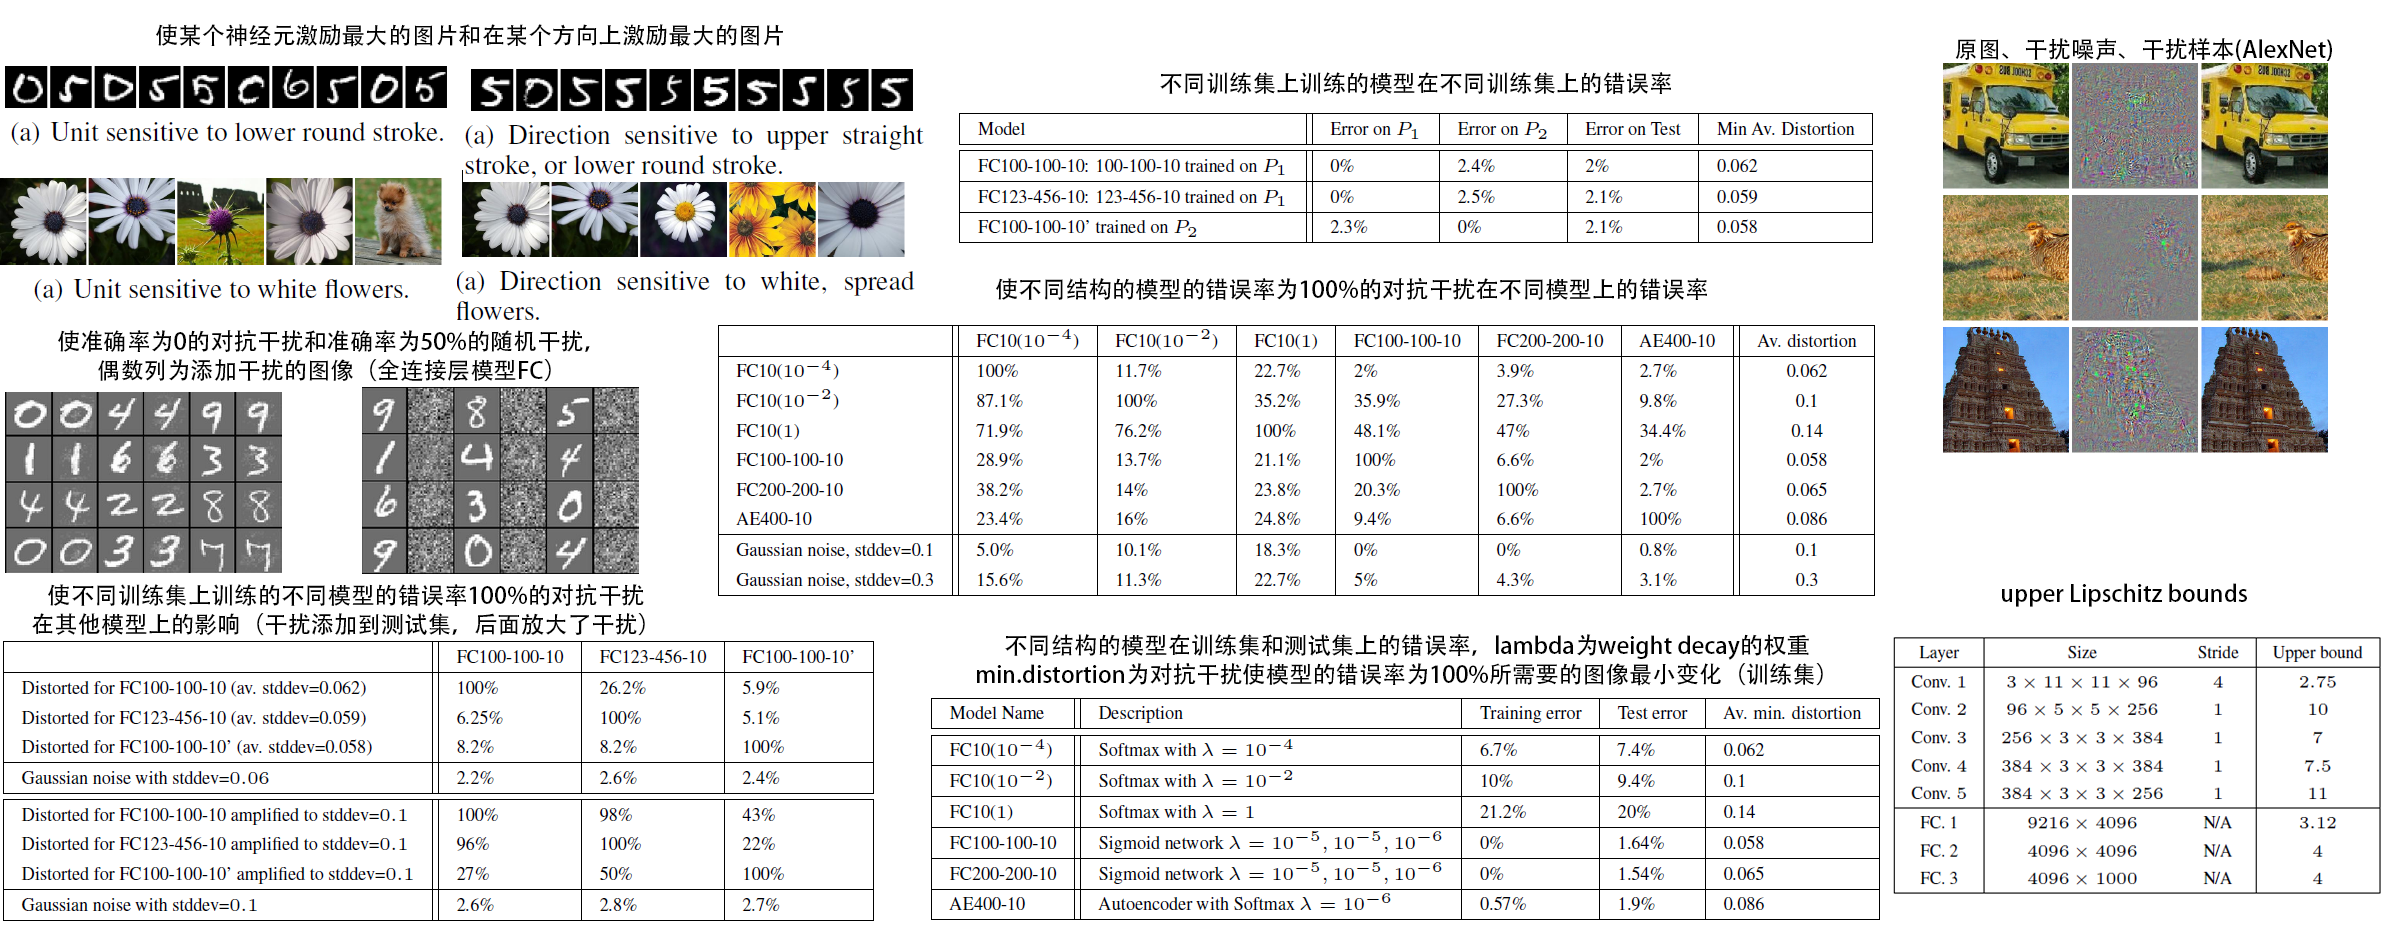 使某个神经元激励最大的图片和在某个方向上激励最大的图片
(a) Unit sensitive to lower round stroke.
(a) Direction sensitive to upper straight
stroke, or lower round stroke.
(a) Unit sensitive to white flowers.
(a) Direction sensitive to white, spread
flowers.
使准确率为0的对抗干扰和准确率为50%的随机干扰，
偶数列为添加干扰的图像（全连接层模型FC）
使不同训练集上训练的不同模型的错误率100%的对抗干扰
在其他模型上的影响（干扰添加到测试集，后面放大了干扰）
FC100-100-10 FC123-456-10 FC100-100-10’
Distorted for FC100-100-10 (av. stddev=0.062) 100% 26.2% 5.9%
Distorted for FC123-456-10 (av. stddev=0.059) 6.25% 100% 5.1%
Distorted for FC100-100-10’ (av. stddev=0.058) 8.2% 8.2% 100%
Gaussian noise with stddev=0.06 2.2% 2.6% 2.4%
Distorted for FC100-100-10 amplified to stddev=0.1 100% 98% 43%
Distorted for FC123-456-10 amplified to stddev=0.1 96% 100% 22%
Distorted for FC100-100-10’ amplified to stddev=0.1 27% 50% 100%
Gaussian noise with stddev=0.1 2.6% 2.8% 2.7%
不同训练集上训练的模型在不同训练集上的错误率
Model Error on P₁ Error on P₂ Error on Test Min Av. Distortion
FC100-100-10: 100-100-10 trained on P₁ 0% 2.4% 2% 0.062
FC123-456-10: 123-456-10 trained on P₁ 0% 2.5% 2.1% 0.059
FC100-100-10’ trained on P₂ 2.3% 0% 2.1% 0.058
使不同结构的模型的错误率为100%的对抗干扰在不同模型上的错误率
FC10(10⁻⁴) FC10(10⁻²) FC10(1) FC100-100-10 FC200-200-10 AE400-10 Av. distortion
FC10(10⁻⁴) 100% 11.7% 22.7% 2% 3.9% 2.7% 0.062
FC10(10⁻²) 87.1% 100% 35.2% 35.9% 27.3% 9.8% 0.1
FC10(1) 71.9% 76.2% 100% 48.1% 47% 34.4% 0.14
FC100-100-10 28.9% 13.7% 21.1% 100% 6.6% 2% 0.058
FC200-200-10 38.2% 14% 23.8% 20.3% 100% 2.7% 0.065
AE400-10 23.4% 16% 24.8% 9.4% 6.6% 100% 0.086
Gaussian noise, stddev=0.1 5.0% 10.1% 18.3% 0% 0% 0.8% 0.1
Gaussian noise, stddev=0.3 15.6% 11.3% 22.7% 5% 4.3% 3.1% 0.3
不同结构的模型在训练集和测试集上的错误率，lambda为weight decay的权重
min.distortion为对抗干扰使模型的错误率为100%所需要的图像最小变化（训练集）
Model Name Description Training error Test error Av. min. distortion
FC10(10⁻⁴) Softmax with λ = 10⁻⁴ 6.7% 7.4% 0.062
FC10(10⁻²) Softmax with λ = 10⁻² 10% 9.4% 0.1
FC10(1) Softmax with λ = 1 21.2% 20% 0.14
FC100-100-10 Sigmoid network λ = 10⁻⁵, 10⁻⁵, 10⁻⁶ 0% 1.64% 0.058
FC200-200-10 Sigmoid network λ = 10⁻⁵, 10⁻⁵, 10⁻⁶ 0% 1.54% 0.065
AE400-10 Autoencoder with Softmax λ = 10⁻⁶ 0.57% 1.9% 0.086
原图、干扰噪声、干扰样本(AlexNet)
upper Lipschitz bounds
Layer Size Stride Upper bound
Conv. 1 3 × 11 × 11 × 96 4 2.75
Conv. 2 96 × 5 × 5 × 256 1 10
Conv. 3 256 × 3 × 3 × 384 1 7
Conv. 4 384 × 3 × 3 × 384 1 7.5
Conv. 5 384 × 3 × 3 × 256 1 11
FC. 1 9216 × 4096 N/A 3.12
FC. 2 4096 × 4096 N/A 4
FC. 3 4096 × 1000 N/A 4